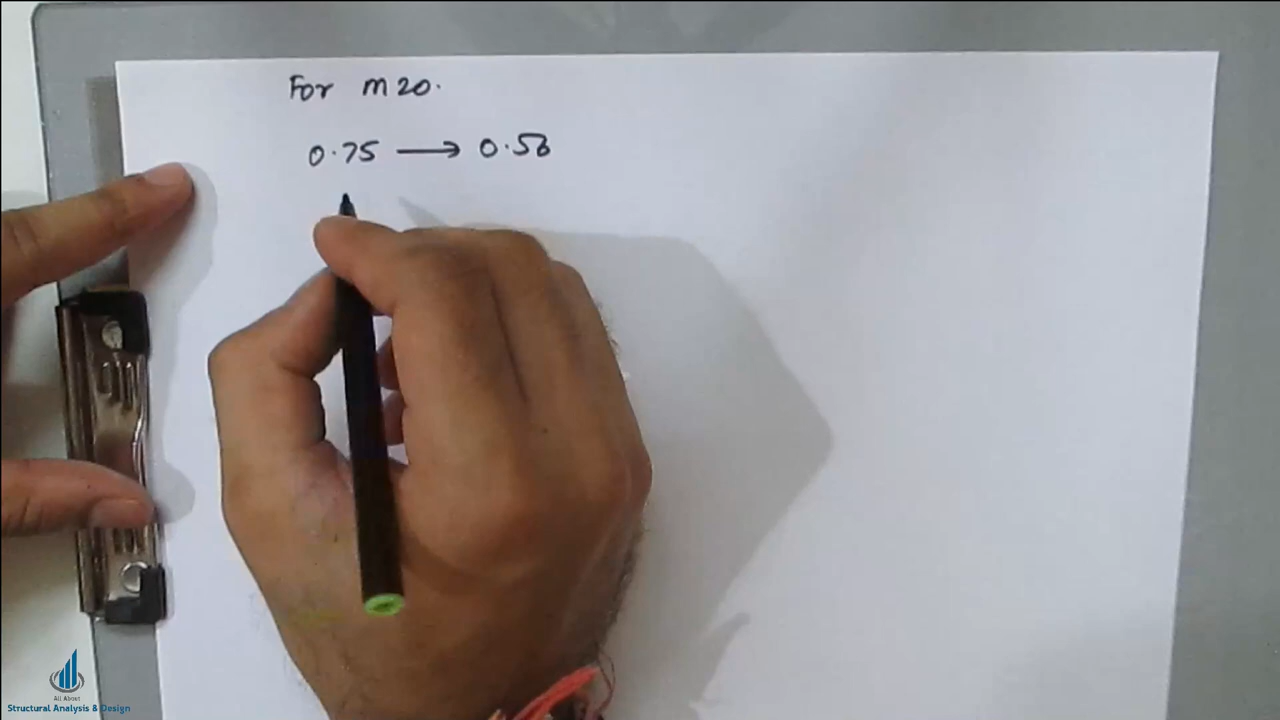 For M20.
0.75 → 0.56
All About
Structural Analysis & Design